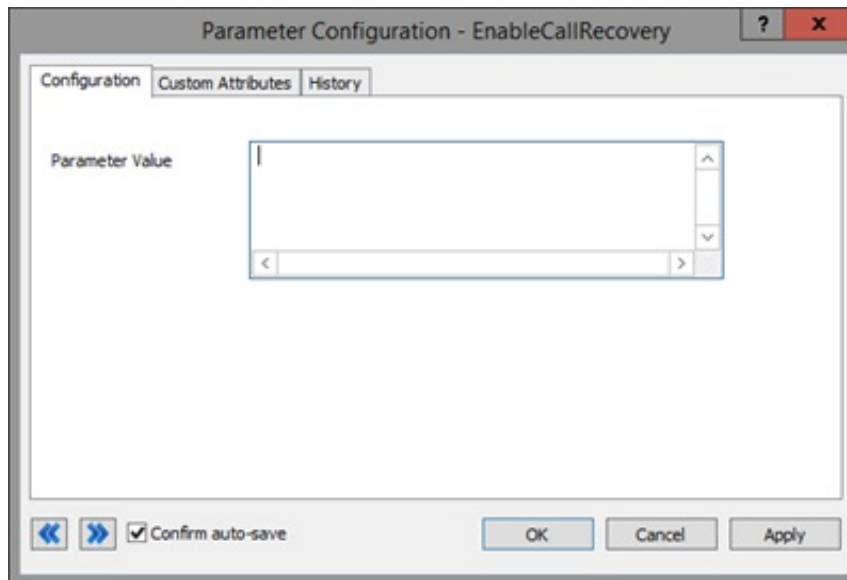 Parameter Configuration - EnableCallRecovery ? x
Configuration Custom Attributes History
Parameter Value
Confirm auto-save OK Cancel Apply